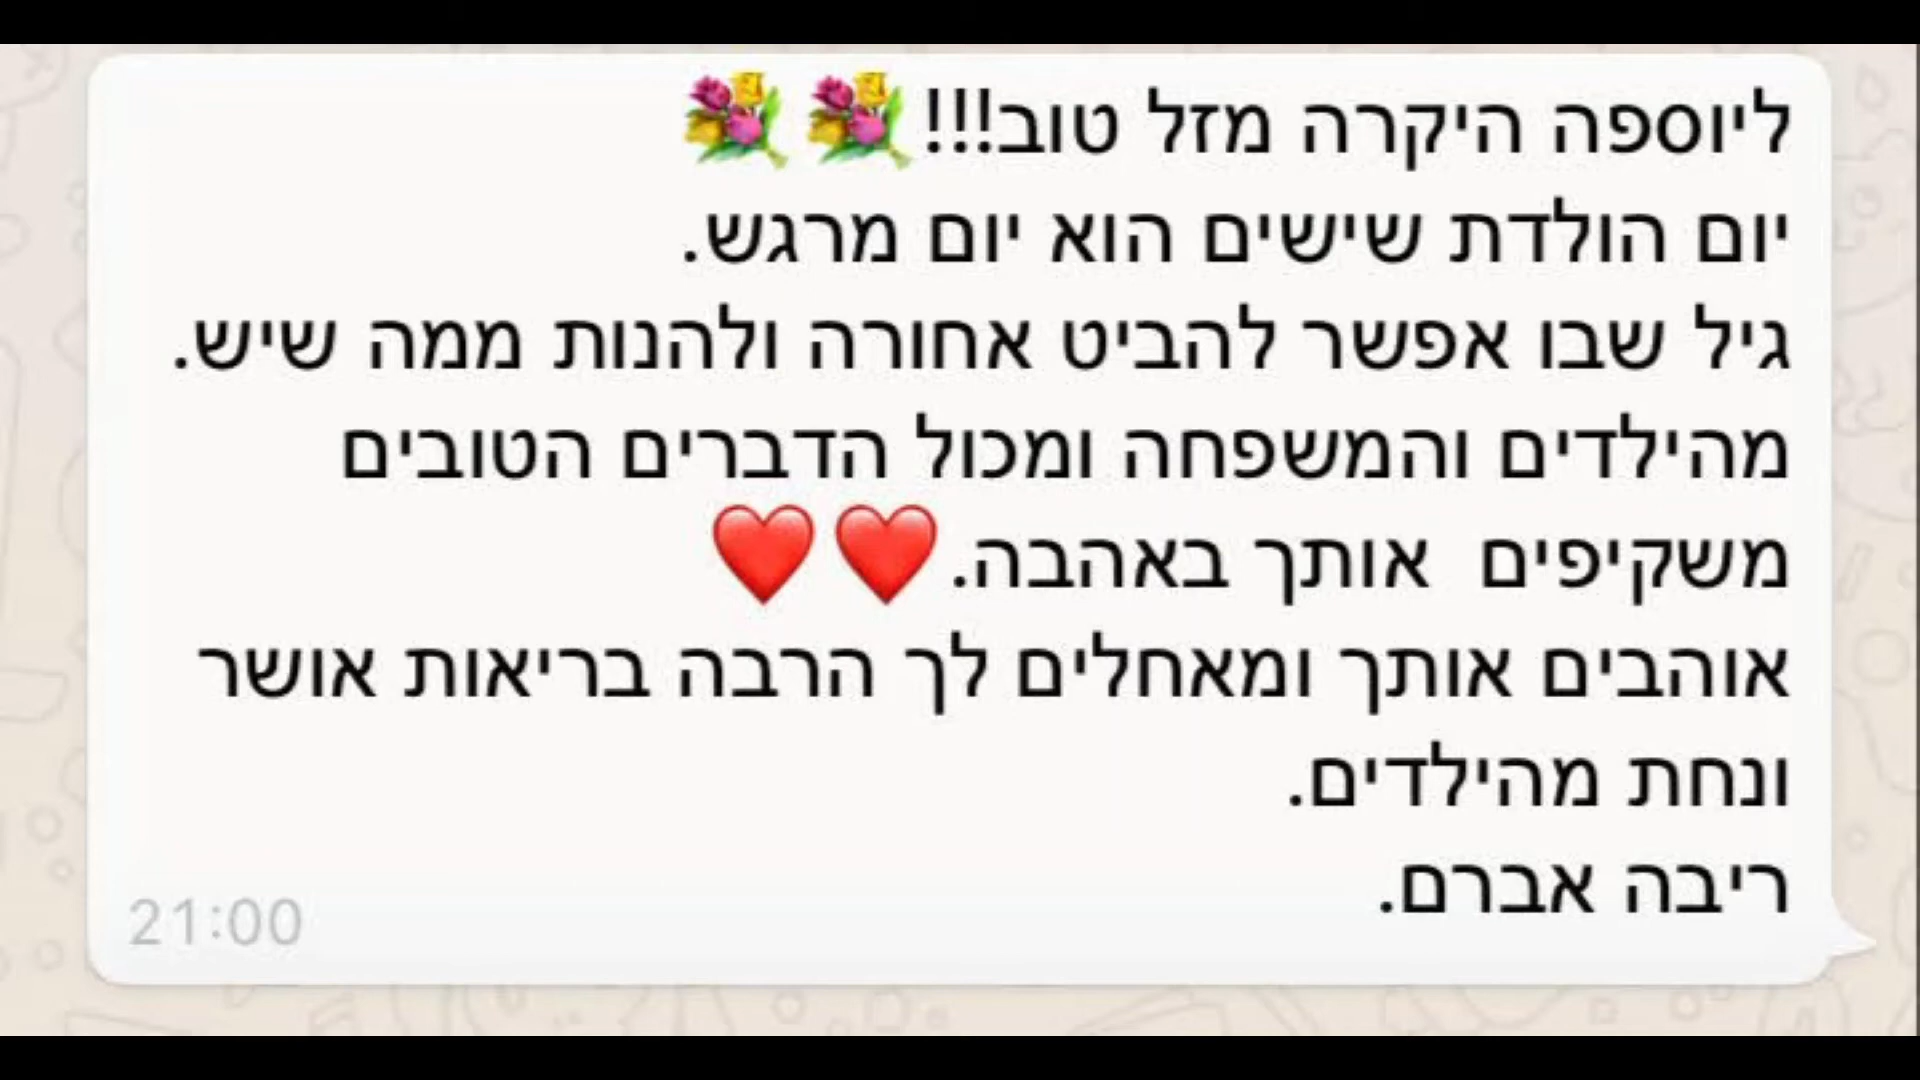 ליוספה היקרה מזל טוב!!! 💐 💐
יום הולדת שישים הוא יום מרגש.
גיל שבו אפשר להביט אחורה ולהנות ממה שיש.
מהילדים והמשפחה ומכול הדברים הטובים
משקיפים  אותך באהבה. ❤️ ❤️
אוהבים אותך ומאחלים לך הרבה בריאות אושר
ונחת מהילדים.
ריבה אברם.
21:00